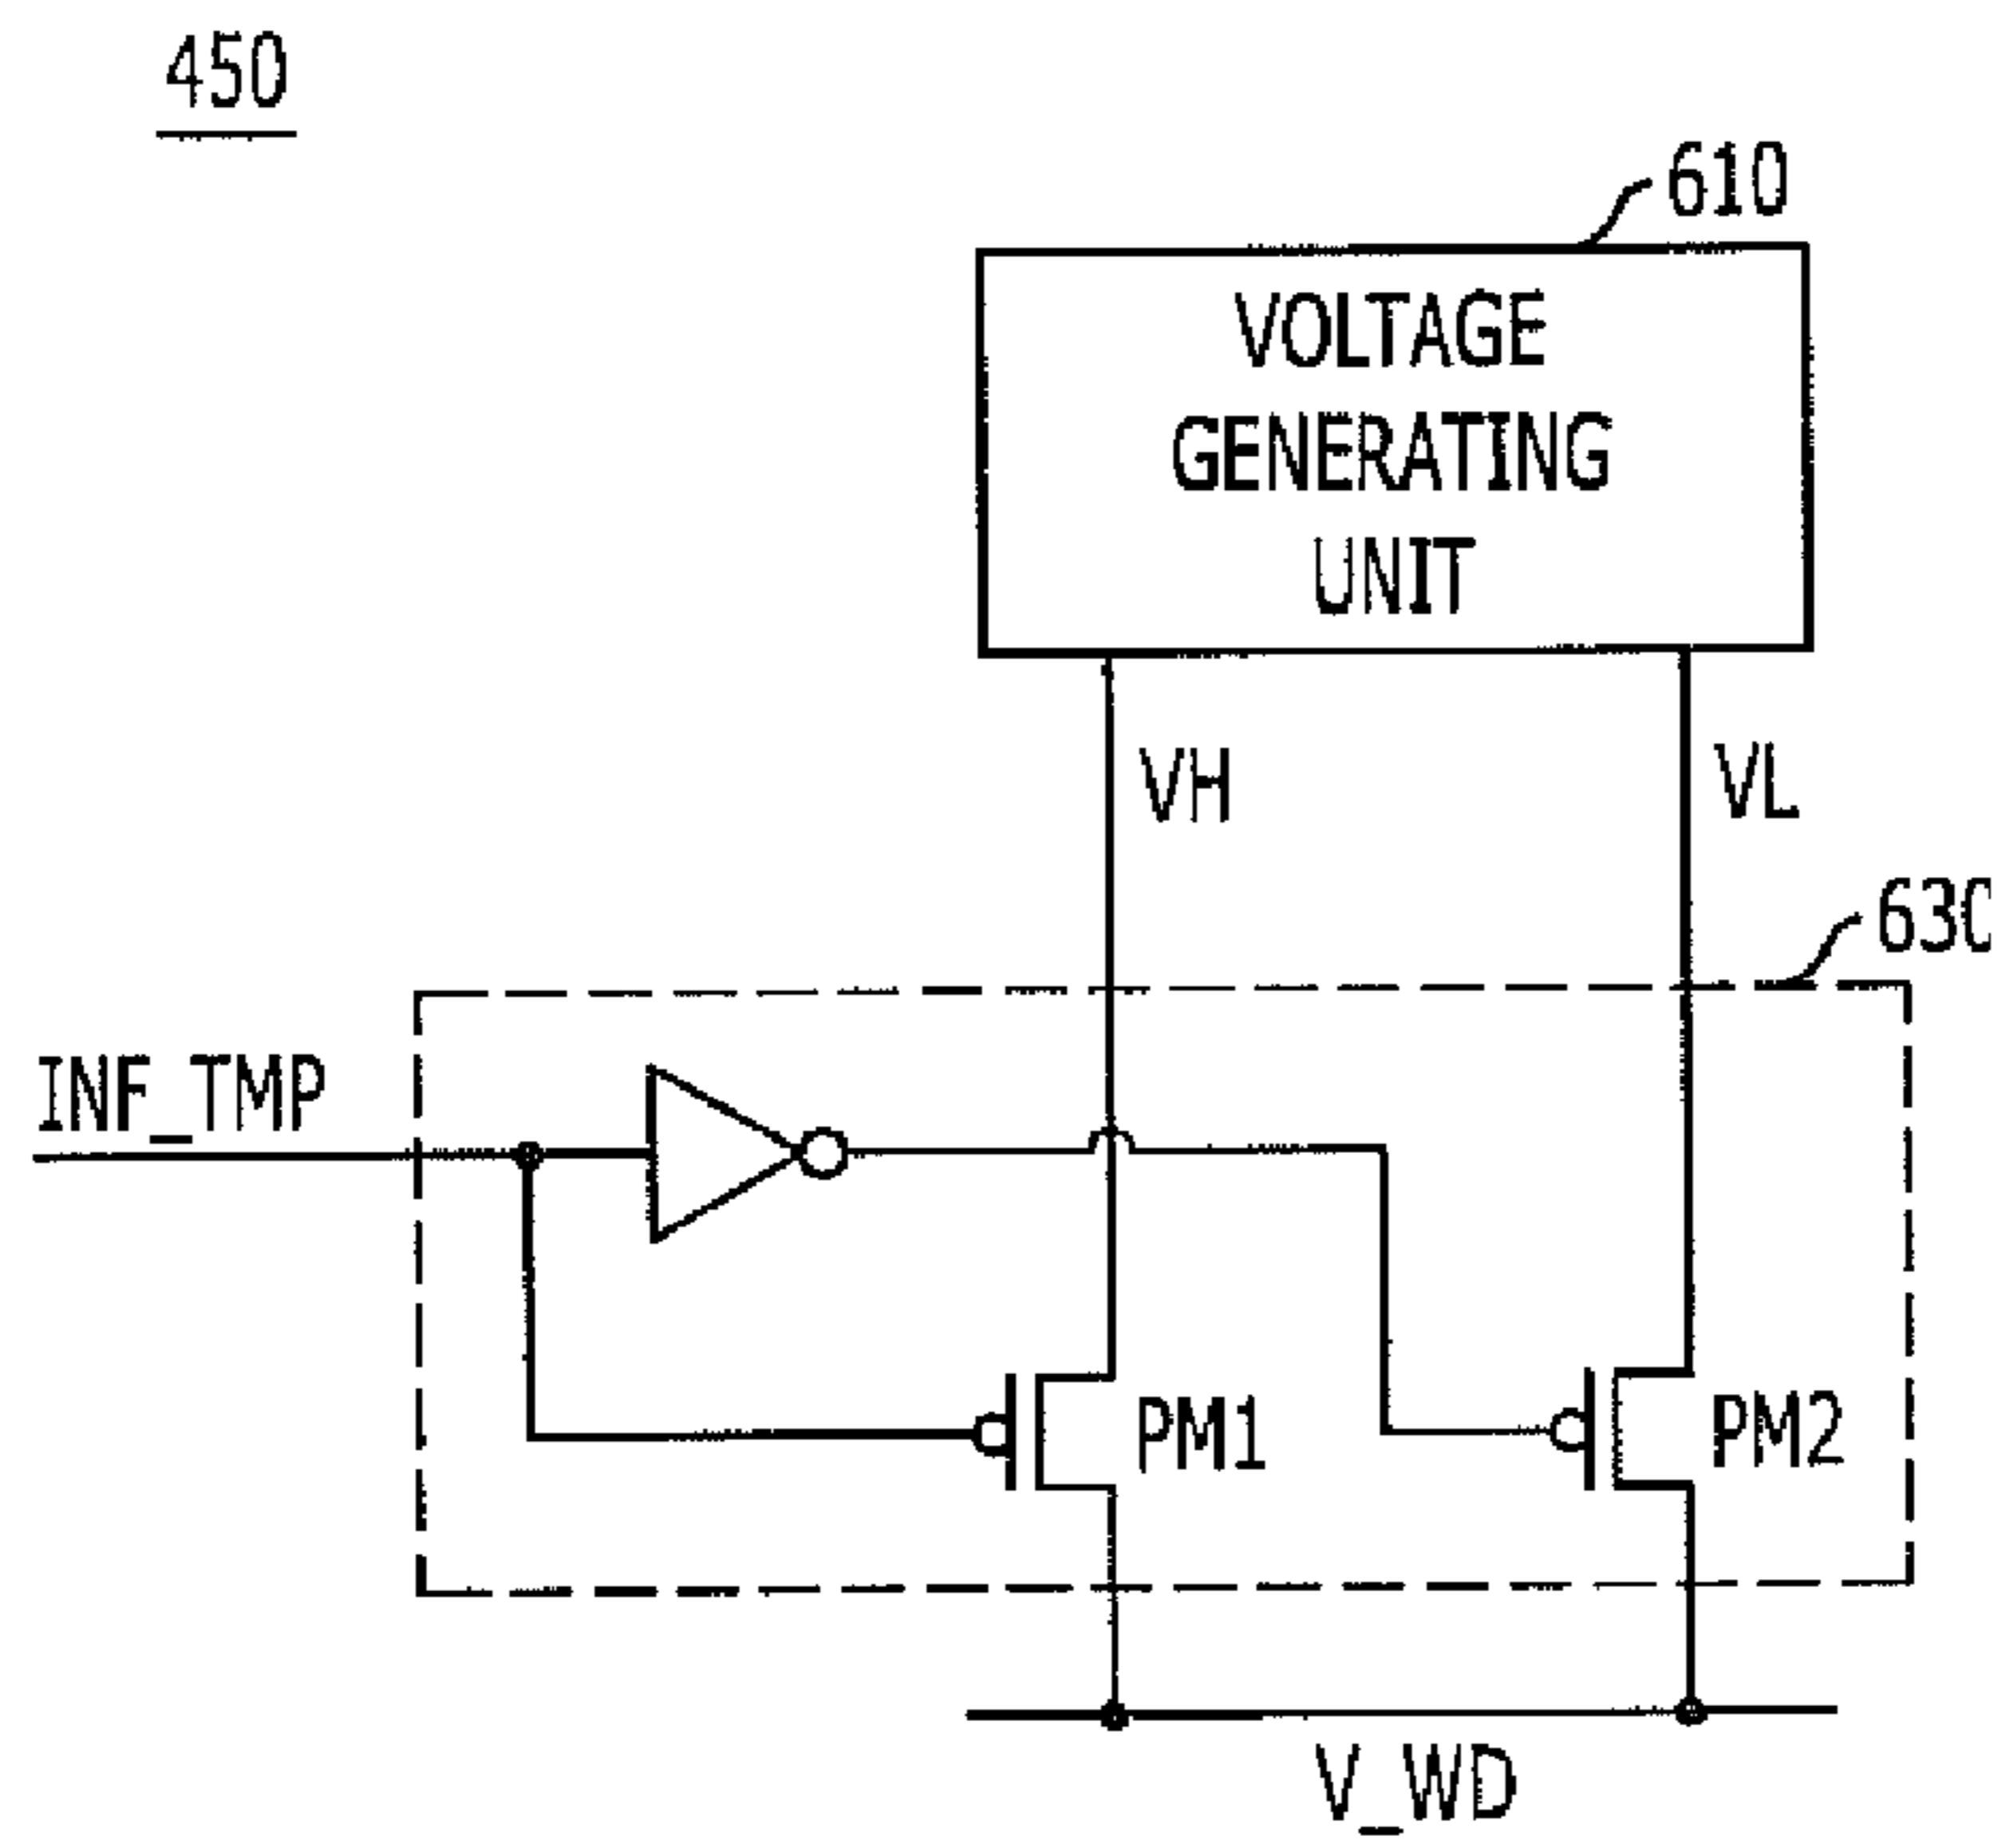 450
610
VOLTAGE
GENERATING
UNIT
VH
VL
630
INF_TMP
PM1
PM2
V_WD